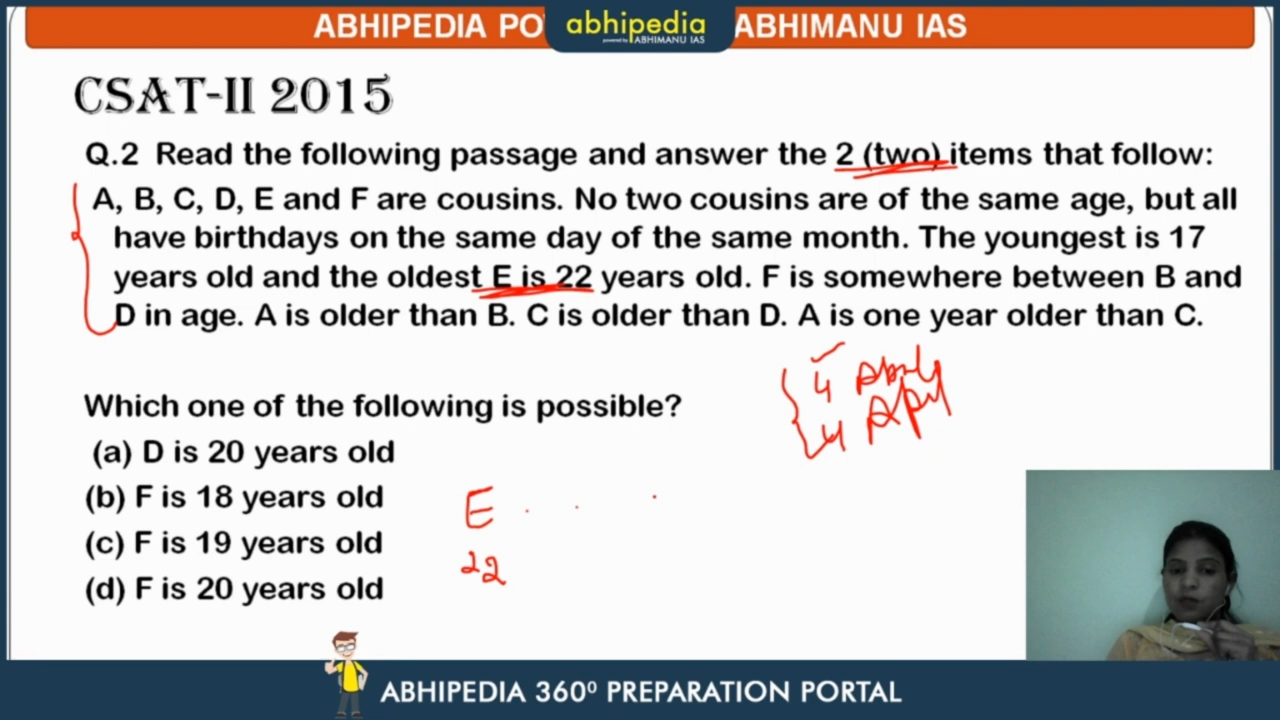 ABHIPEDIA PO
abhipedia
powered by ABHIMANU IAS
ABHIMANU IAS
CSAT-II 2015
Q.2 Read the following passage and answer the 2 (two) items that follow:
A, B, C, D, E and F are cousins. No two cousins are of the same age, but all
have birthdays on the same day of the same month. The youngest is 17
years old and the oldest E is 22 years old. F is somewhere between B and
D in age. A is older than B. C is older than D. A is one year older than C.
4
4
Which one of the following is possible?
(a) D is 20 years old
(b) F is 18 years old
(c) F is 19 years old
(d) F is 20 years old
E
22
ABHIPEDIA 360⁰ PREPARATION PORTAL